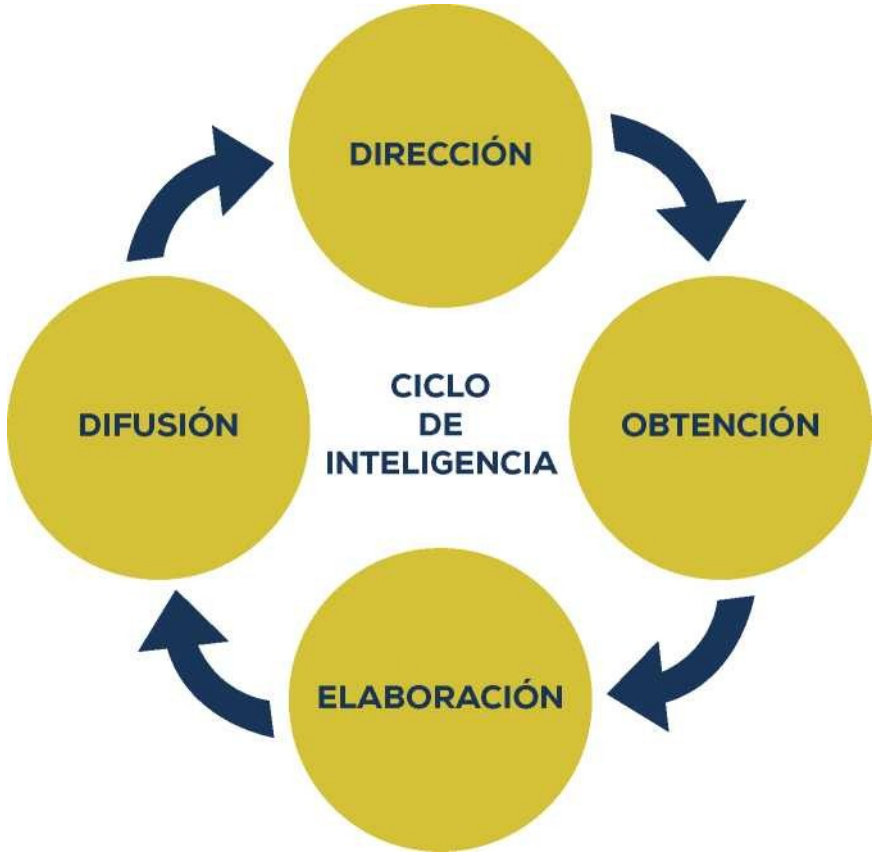 DIRECCIÓN
CICLO
DE
INTELIGENCIA
DIFUSIÓN
OBTENCIÓN
ELABORACIÓN